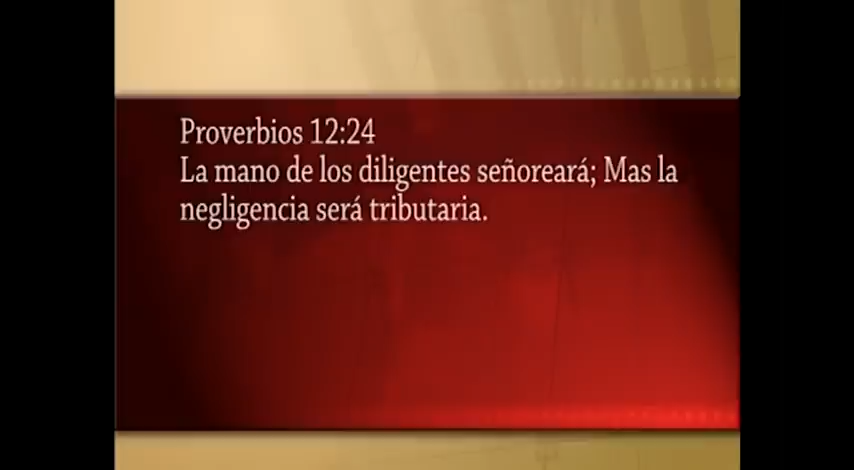 Proverbios 12:24
La mano de los diligentes señoreará; Mas la
negligencia será tributaria.